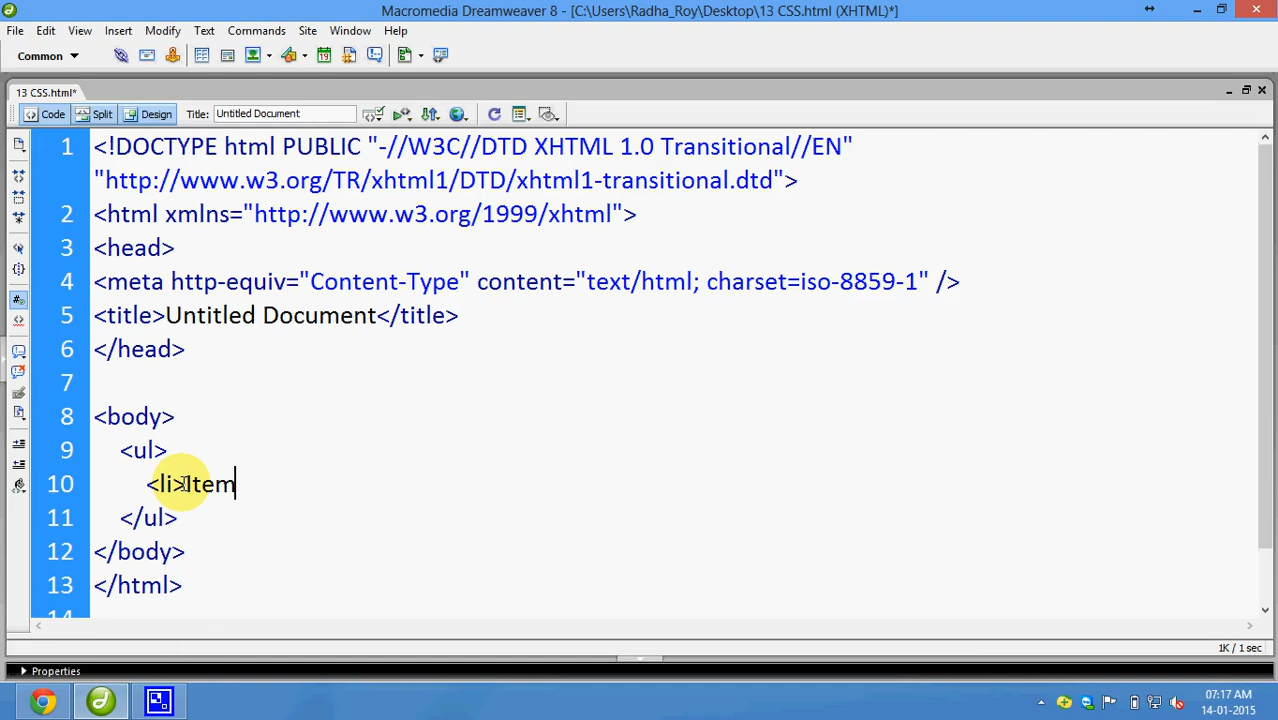 Macromedia Dreamweaver 8 - [C:\Users\Radha_Roy\Desktop\13 CSS.html (XHTML)*]
File Edit View Insert Modify Text Commands Site Window Help
Common
13 CSS.html*
Code Split Design Title: Untitled Document
1 <!DOCTYPE html PUBLIC "-//W3C//DTD XHTML 1.0 Transitional//EN"
"http://www.w3.org/TR/xhtml1/DTD/xhtml1-transitional.dtd">
2 <html xmlns="http://www.w3.org/1999/xhtml">
3 <head>
4 <meta http-equiv="Content-Type" content="text/html; charset=iso-8859-1" />
5 <title>Untitled Document</title>
6 </head>
7
8 <body>
9 <ul>
10 <li>Item
11 </ul>
12 </body>
13 </html>
14
1K / 1 sec
Properties
07:17 AM
14-01-2015